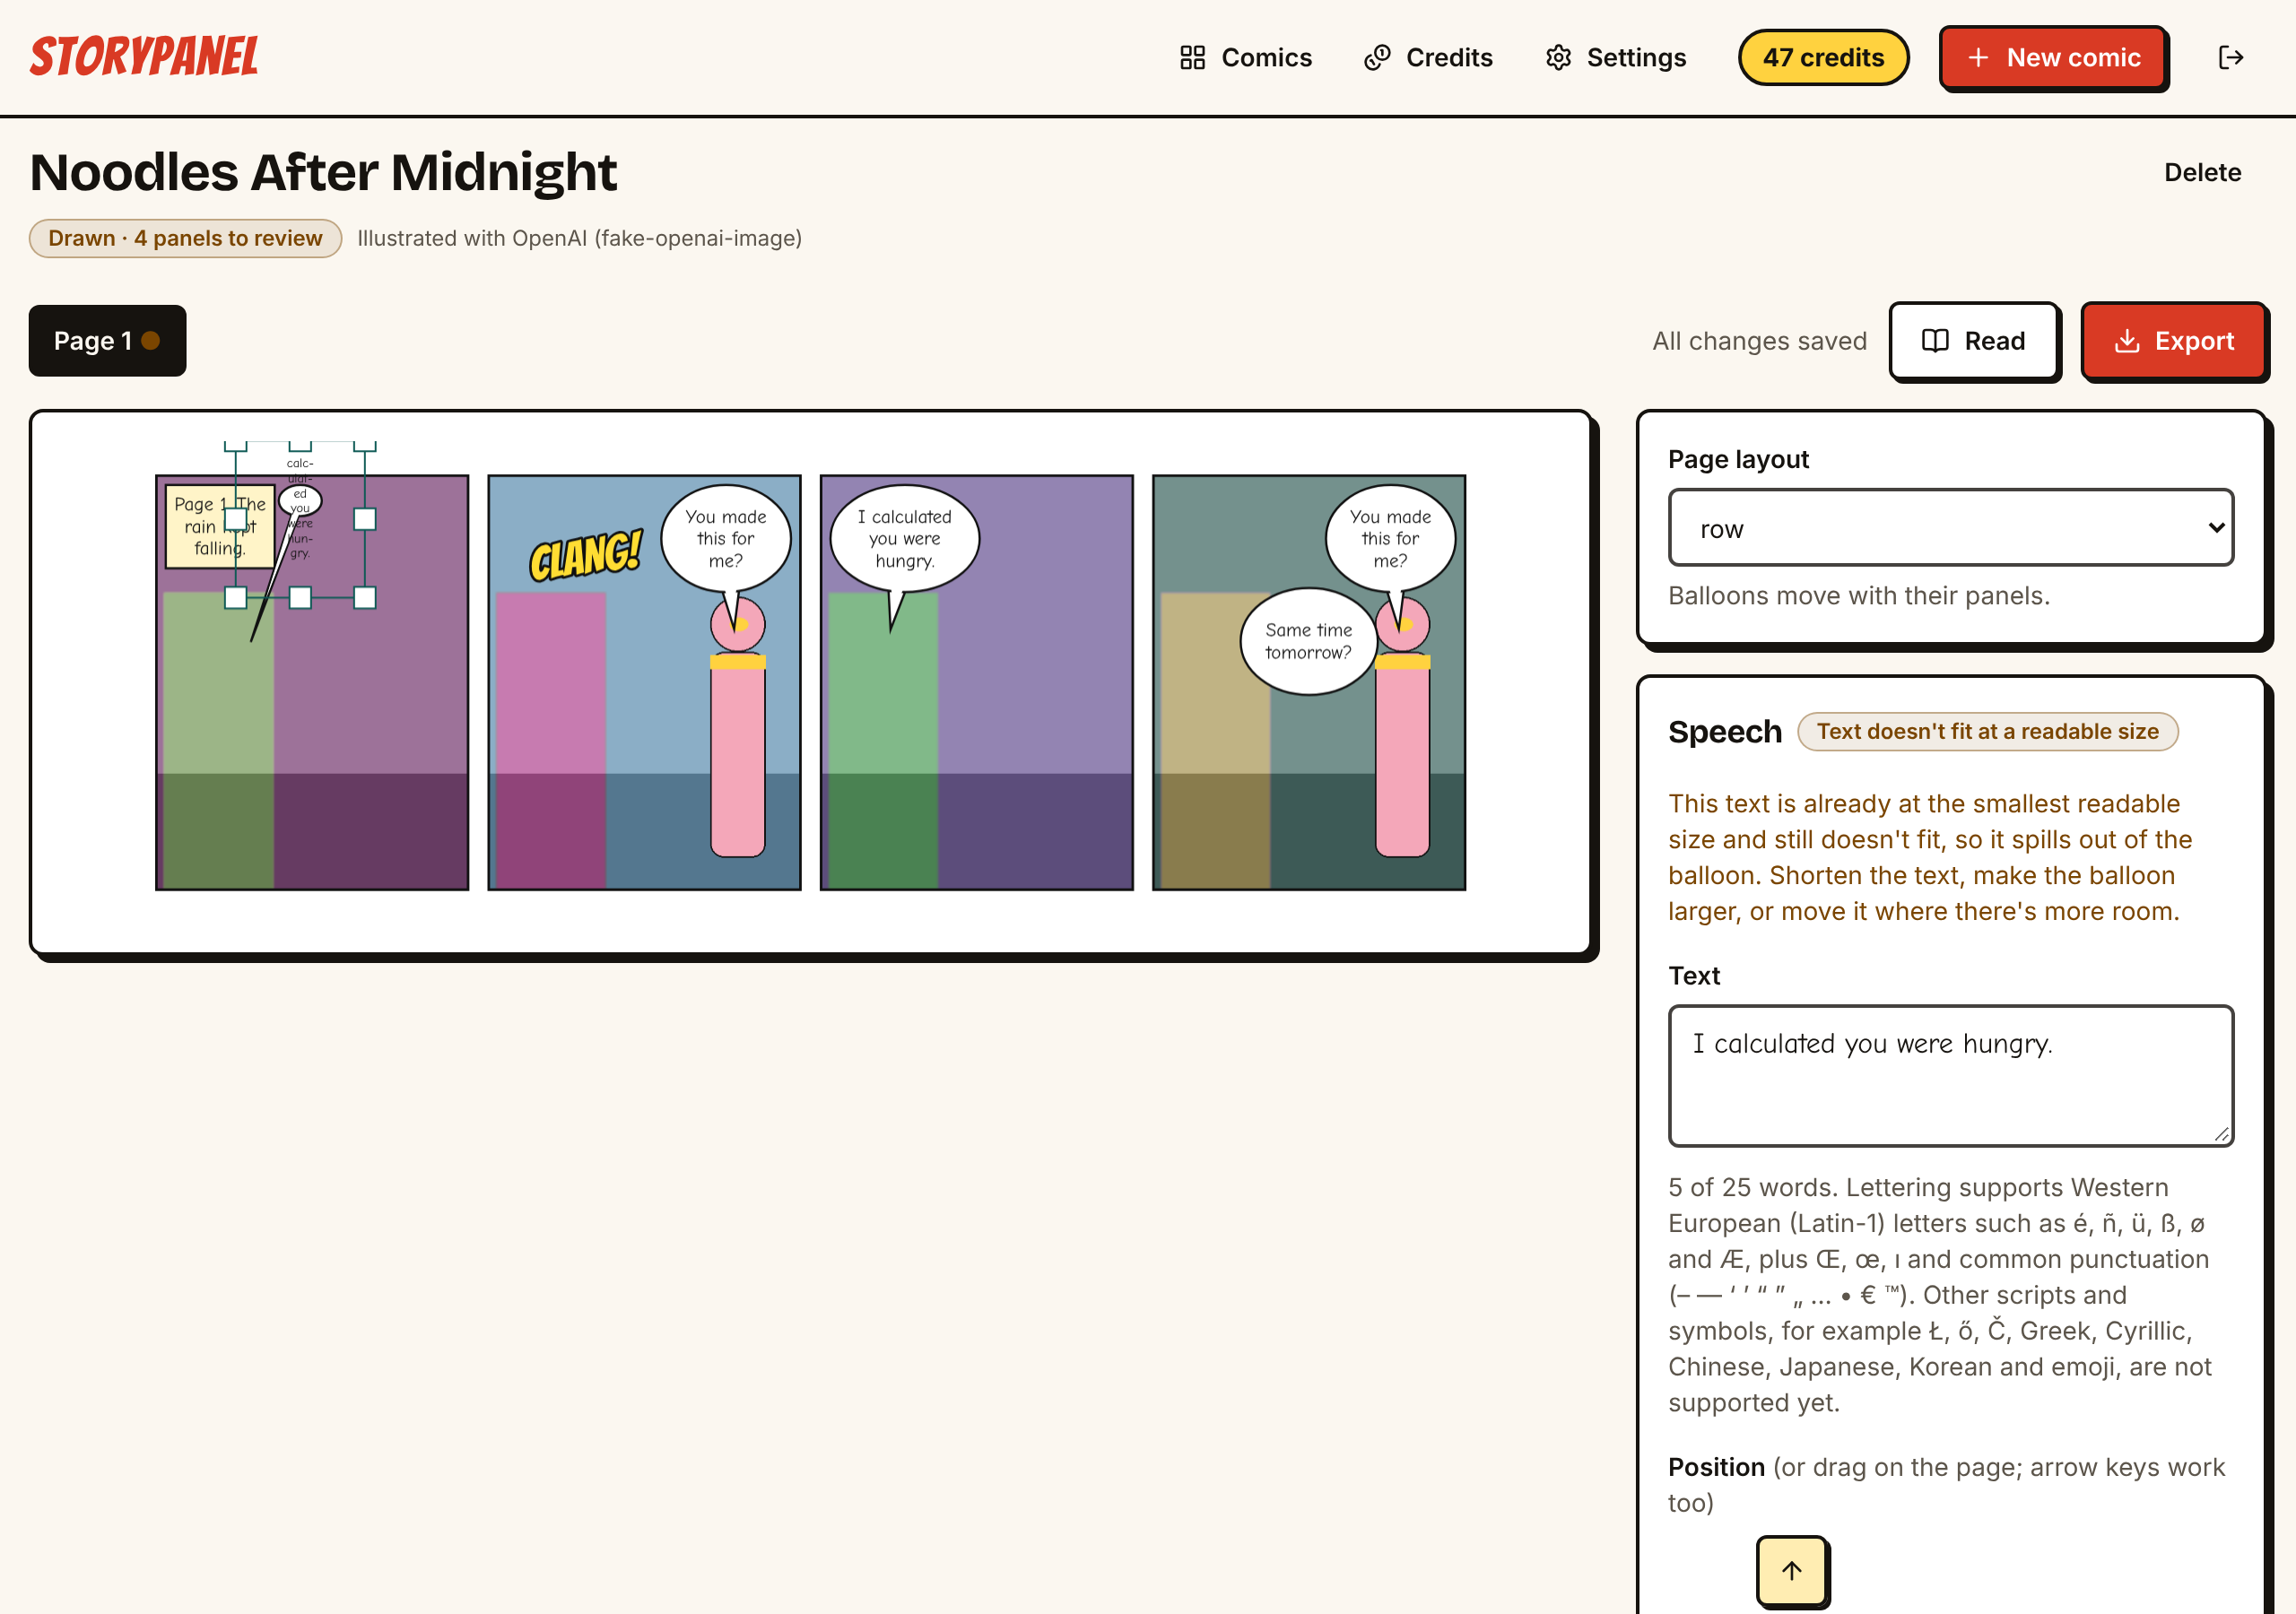 STORYPANEL
Comics
Credits
Settings
47 credits
New comic
Noodles After Midnight
Delete
Drawn · 4 panels to review
Illustrated with OpenAI (fake-openai-image)
Page 1
All changes saved
Read
Export
Page 1. The
rain kept
falling.
calc-
ulat-
ed
you
were
hun-
gry.
CLANG!
You made
this for
me?
I calculated
you were
hungry.
You made
this for
me?
Same time
tomorrow?
Page layout
row
Balloons move with their panels.
Speech
Text doesn't fit at a readable size
This text is already at the smallest readable
size and still doesn't fit, so it spills out of the
balloon. Shorten the text, make the balloon
larger, or move it where there's more room.
Text
I calculated you were hungry.
5 of 25 words. Lettering supports Western
European (Latin-1) letters such as é, ñ, ü, ß, ø
and Æ, plus Œ, œ, ı and common punctuation
(– — ‘ ’ “ ” „ … • € ™). Other scripts and
symbols, for example Ł, ő, Č, Greek, Cyrillic,
Chinese, Japanese, Korean and emoji, are not
supported yet.
Position (or drag on the page; arrow keys work
too)